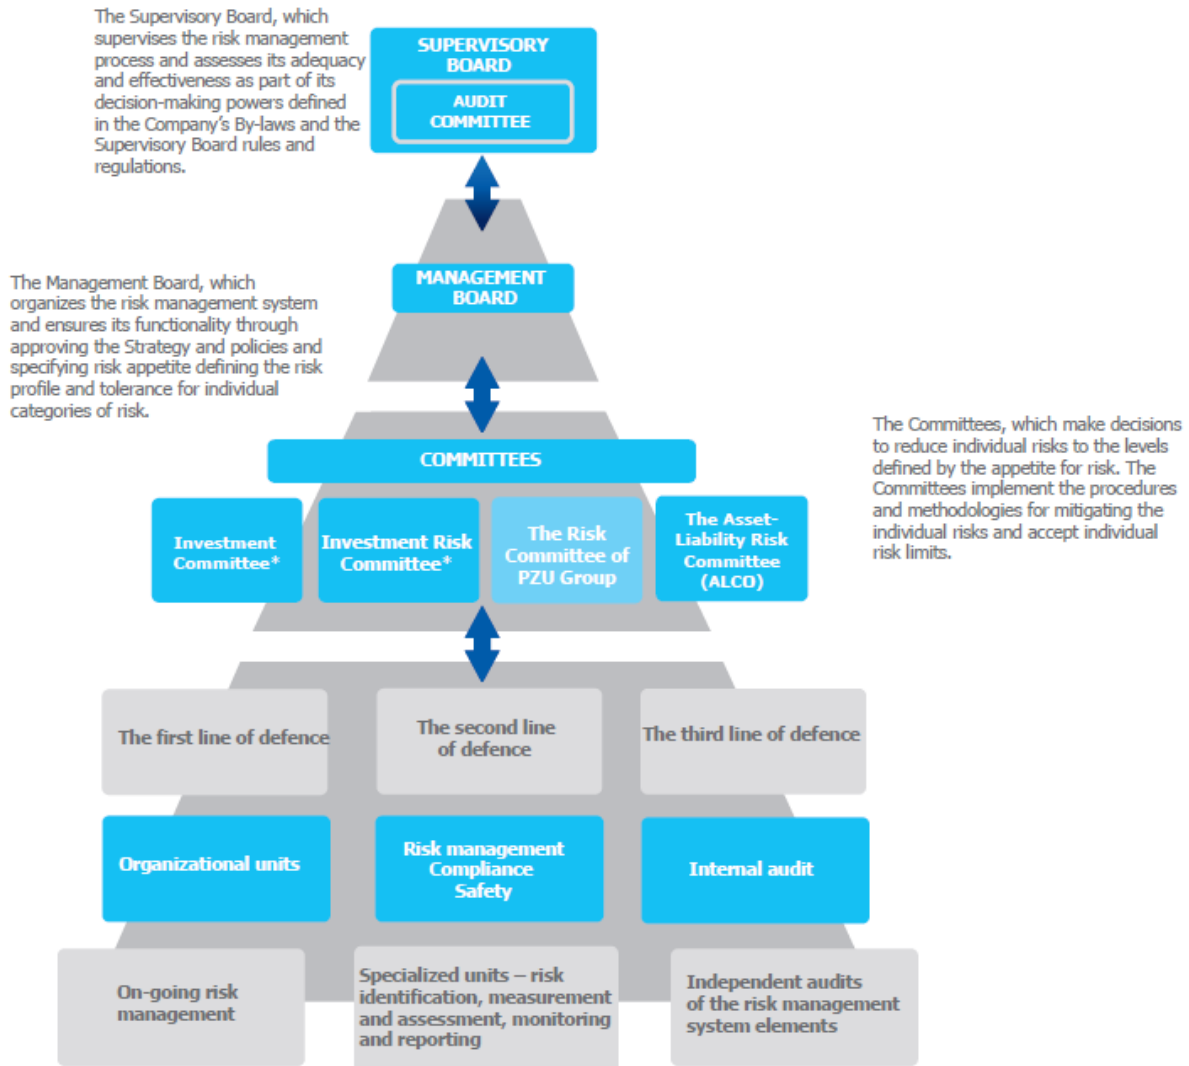 The Supervisory Board, which
supervises the risk management
process and assesses its adequacy
and effectiveness as part of its
decision-making powers defined
in the Company's By-laws and the
Supervisory Board rules and
regulations.
SUPERVISORY
BOARD
AUDIT
COMMITTEE
The Management Board, which
organizes the risk management system
and ensures its functionality through
approving the Strategy and policies and
specifying risk appetite defining the risk
profile and tolerance for individual
categories of risk.
MANAGEMENT
BOARD
The Committees, which make decisions
to reduce individual risks to the levels
defined by the appetite for risk. The
Committees implement the procedures
and methodologies for mitigating the
individual risks and accept individual
risk limits.
COMMITTEES
Investment
Committee*
Investment Risk
Committee*
The Risk
Committee of
PZU Group
The Asset-
Liability Risk
Committee
(ALCO)
The first line of defence
The second line
of defence
The third line of defence
Organizational units
Risk management
Compliance
Safety
Internal audit
On-going risk
management
Specialized units – risk
identification, measurement
and assessment, monitoring
and reporting
Independent audits
of the risk management
system elements